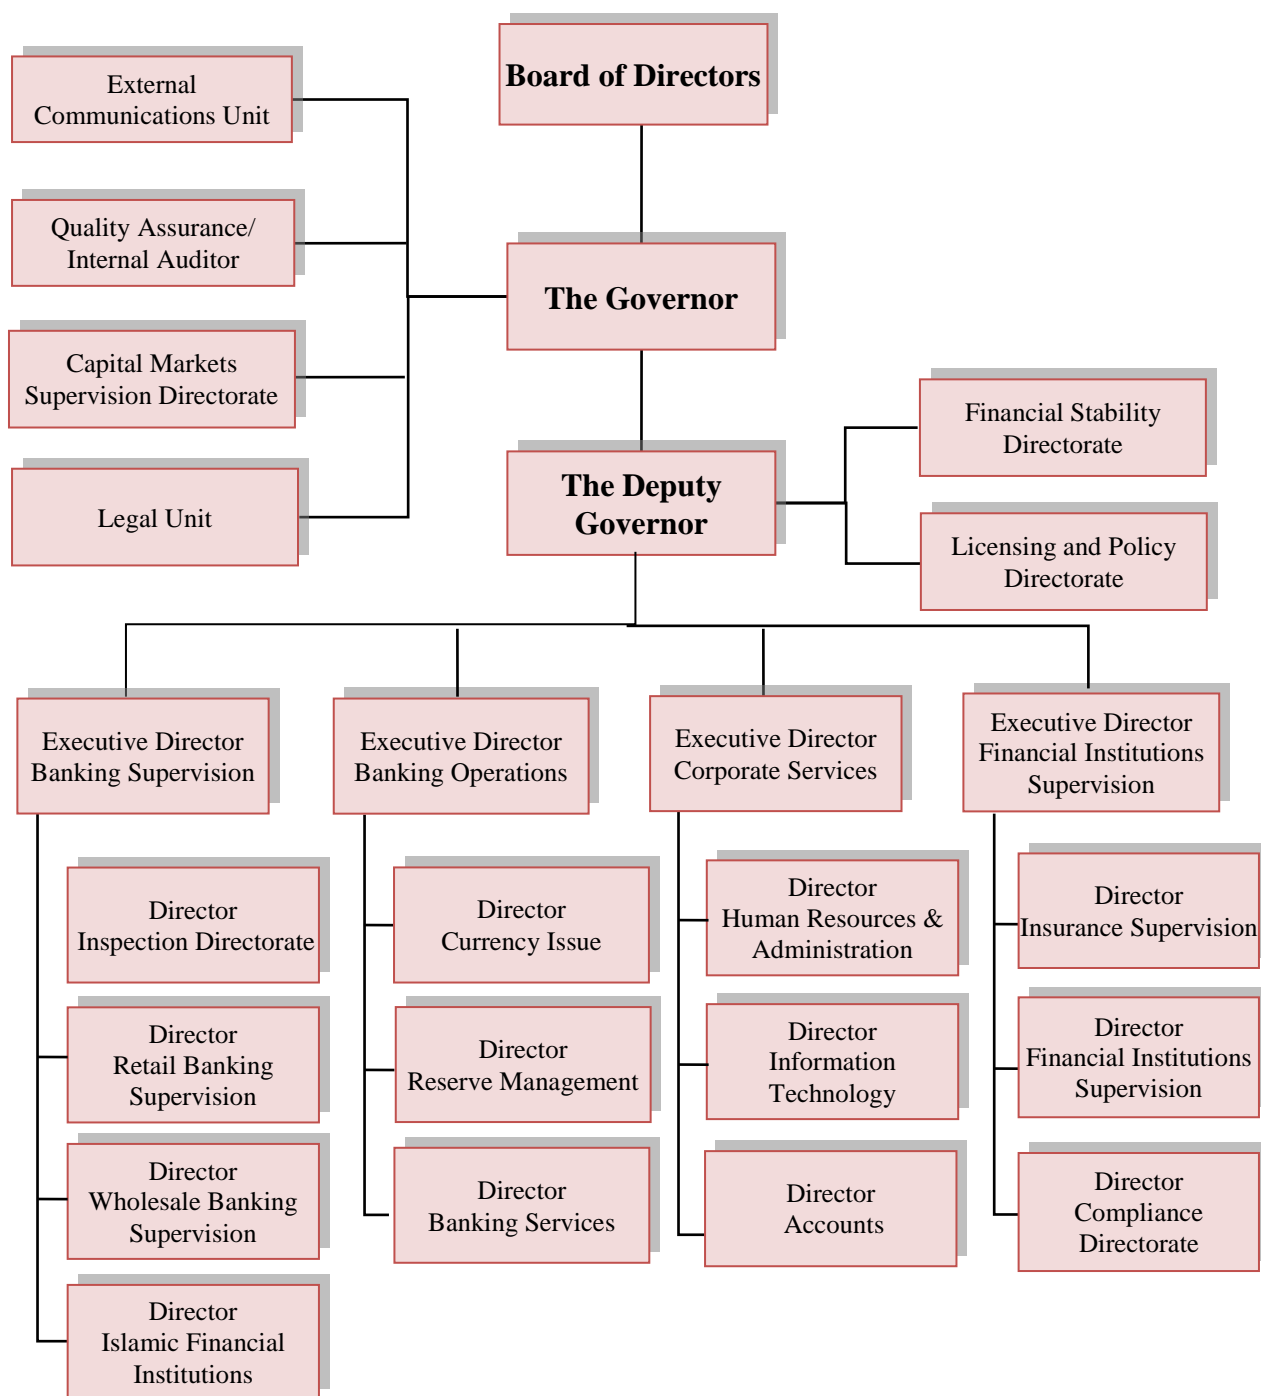 Board of Directors
External
Communications Unit
Quality Assurance/
Internal Auditor
The Governor
Capital Markets
Supervision Directorate
Legal Unit
The Deputy
Governor
Financial Stability
Directorate
Licensing and Policy
Directorate
Executive Director
Banking Supervision
Director
Inspection Directorate
Director
Retail Banking
Supervision
Director
Wholesale Banking
Supervision
Director
Islamic Financial
Institutions
Executive Director
Banking Operations
Director
Currency Issue
Director
Reserve Management
Director
Banking Services
Executive Director
Corporate Services
Director
Human Resources &
Administration
Director
Information
Technology
Director
Accounts
Executive Director
Financial Institutions
Supervision
Director
Insurance Supervision
Director
Financial Institutions
Supervision
Director
Compliance
Directorate